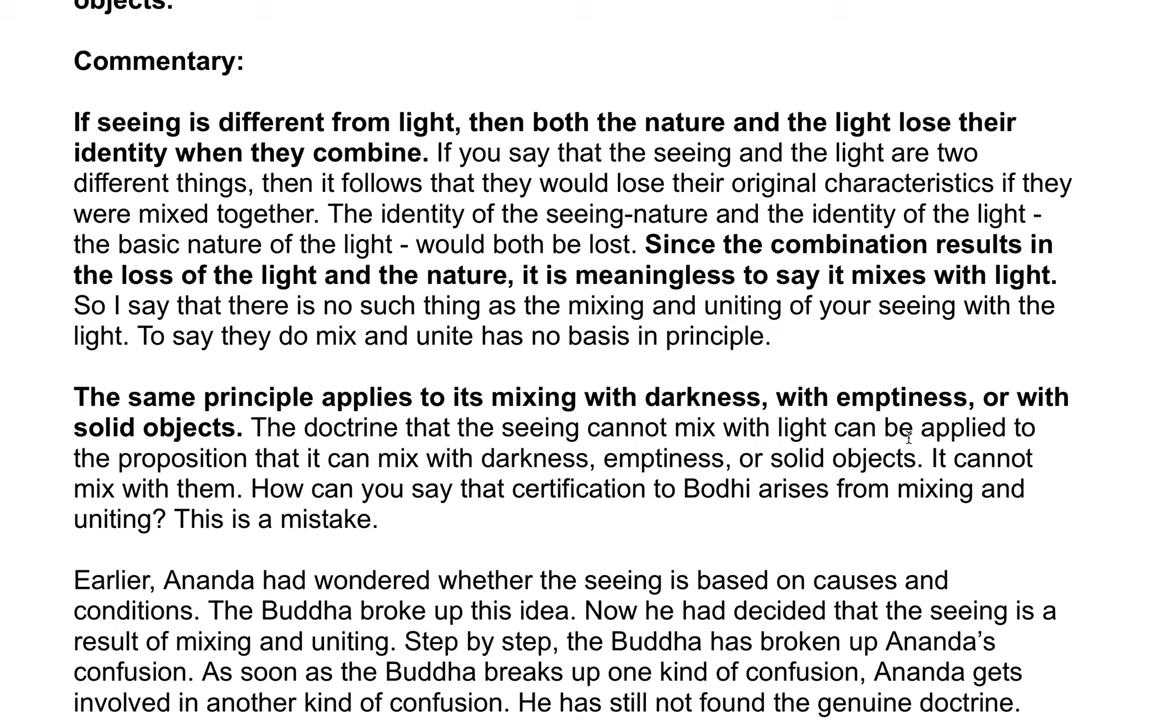 objects.
Commentary:
If seeing is different from light, then both the nature and the light lose their
identity when they combine. If you say that the seeing and the light are two
different things, then it follows that they would lose their original characteristics if they
were mixed together. The identity of the seeing-nature and the identity of the light -
the basic nature of the light - would both be lost. Since the combination results in
the loss of the light and the nature, it is meaningless to say it mixes with light.
So I say that there is no such thing as the mixing and uniting of your seeing with the
light. To say they do mix and unite has no basis in principle.
The same principle applies to its mixing with darkness, with emptiness, or with
solid objects. The doctrine that the seeing cannot mix with light can be applied to
the proposition that it can mix with darkness, emptiness, or solid objects. It cannot
mix with them. How can you say that certification to Bodhi arises from mixing and
uniting? This is a mistake.
Earlier, Ananda had wondered whether the seeing is based on causes and
conditions. The Buddha broke up this idea. Now he had decided that the seeing is a
result of mixing and uniting. Step by step, the Buddha has broken up Ananda’s
confusion. As soon as the Buddha breaks up one kind of confusion, Ananda gets
involved in another kind of confusion. He has still not found the genuine doctrine.